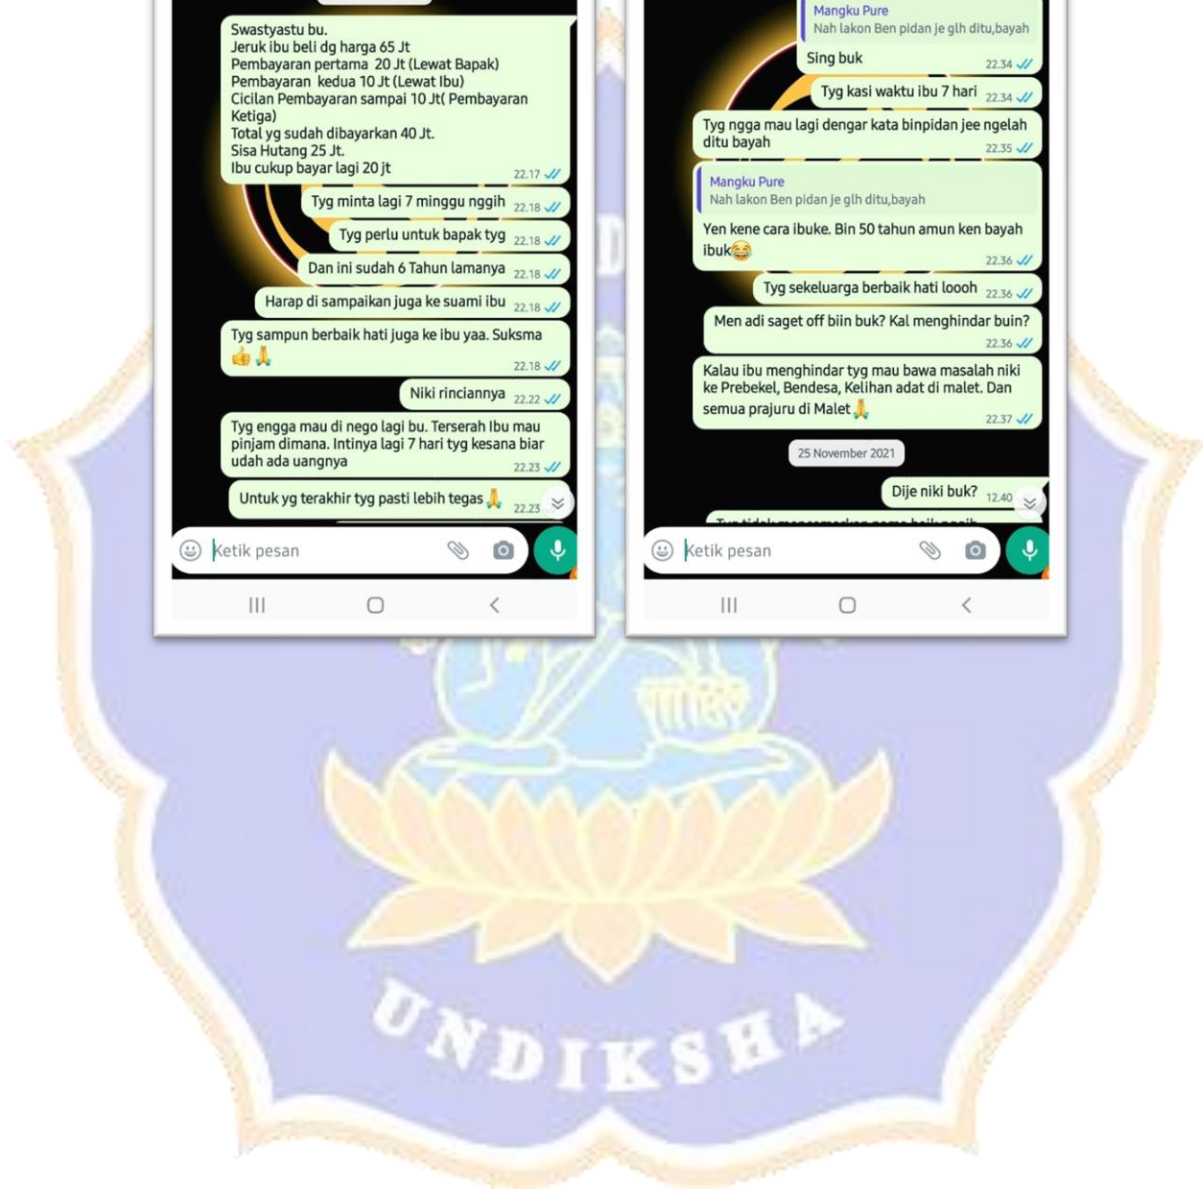 Swastyastu bu.
Jeruk ibu beli dg harga 65 Jt
Pembayaran pertama 20 Jt (Lewat Bapak)
Pembayaran kedua 10 Jt (Lewat Ibu)
Cicilan Pembayaran sampai 10 Jt( Pembayaran
Ketiga)
Total yg sudah dibayarkan 40 Jt.
Sisa Hutang 25 Jt.
Ibu cukup bayar lagi 20 jt
22.17
Tyg minta lagi 7 minggu nggih 22.18
Tyg perlu untuk bapak tyg 22.18
Dan ini sudah 6 Tahun lamanya 22.18
Harap di sampaikan juga ke suami ibu 22.18
Tyg sampun berbaik hati juga ke ibu yaa. Suksma
👍🙏 22.18
Niki rinciannya 22.22
Tyg engga mau di nego lagi bu. Terserah Ibu mau
pinjam dimana. Intinya lagi 7 hari tyg kesana biar
udah ada uangnya 22.23
Untuk yg terakhir tyg pasti lebih tegas🙏 22.23
Ketik pesan
Mangku Pure
Nah lakon Ben pidan je glh ditu,bayah
Sing buk 22.34
Tyg kasi waktu ibu 7 hari 22.34
Tyg ngga mau lagi dengar kata binpidan jee ngelah
ditu bayah 22.35
Mangku Pure
Nah lakon Ben pidan je glh ditu,bayah
Yen kene cara ibuke. Bin 50 tahun amun ken bayah
ibuk😂 22.36
Tyg sekeluarga berbaik hati loooh 22.36
Men adi saget off biin buk? Kal menghindar buin?
22.36
Kalau ibu menghindar tyg mau bawa masalah niki
ke Prebekel, Bendesa, Kelihan adat di malet. Dan
semua prajuru di Malet🙏 22.37
25 November 2021
Dije niki buk? 12.40
Ketik pesan
UNDIKSHA